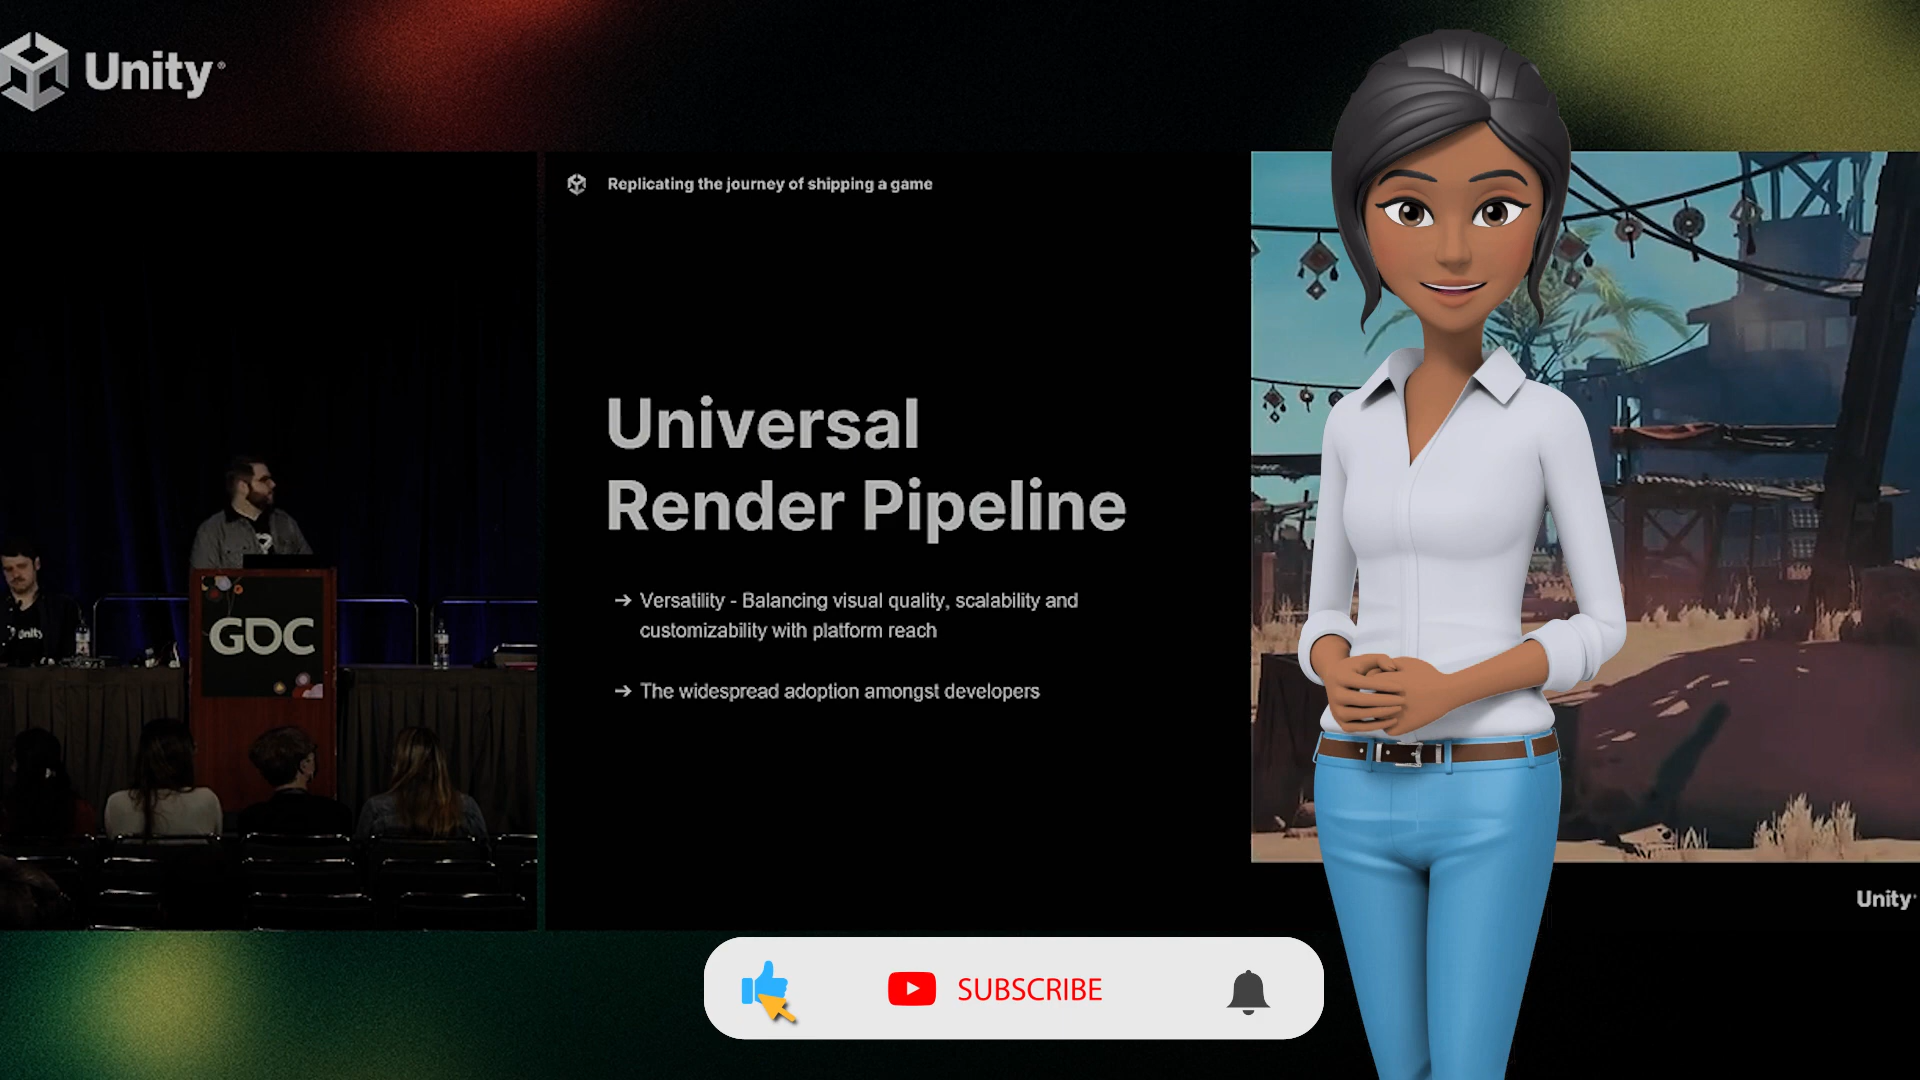 Unity
Replicating the journey of shipping a game
Universal
Render Pipeline
→ Versatility - Balancing visual quality, scalability and
customizability with platform reach
→ The widespread adoption amongst developers
GDC
Unity
Unity
SUBSCRIBE